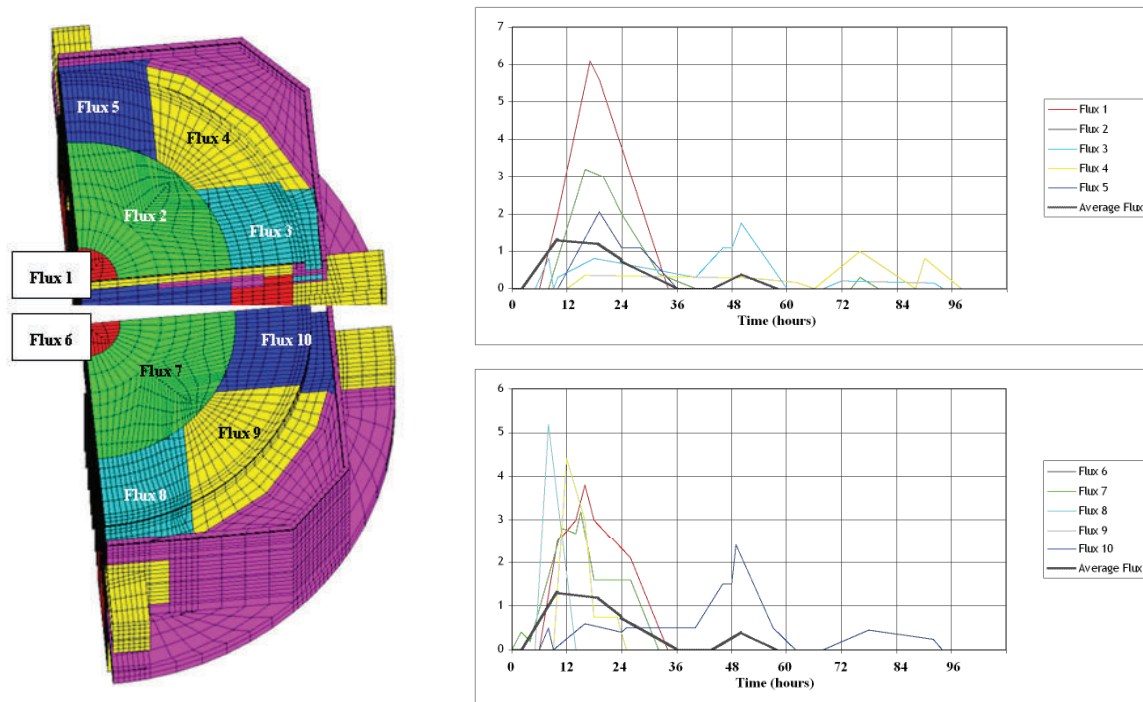 Flux 5
Flux 4
Flux 2
Flux 3
Flux 1
Flux 6
Flux 10
Flux 7
Flux 9
Flux 8
7
6
5
4
3
2
1
0
0 12 24 36 48 60 72 84 96
Time (hours)
Flux 1
Flux 2
Flux 3
Flux 4
Flux 5
Average Flux
6
5
4
3
2
1
0
0 12 24 36 48 60 72 84 96
Time (hours)
Flux 6
Flux 7
Flux 8
Flux 9
Flux 10
Average Flux